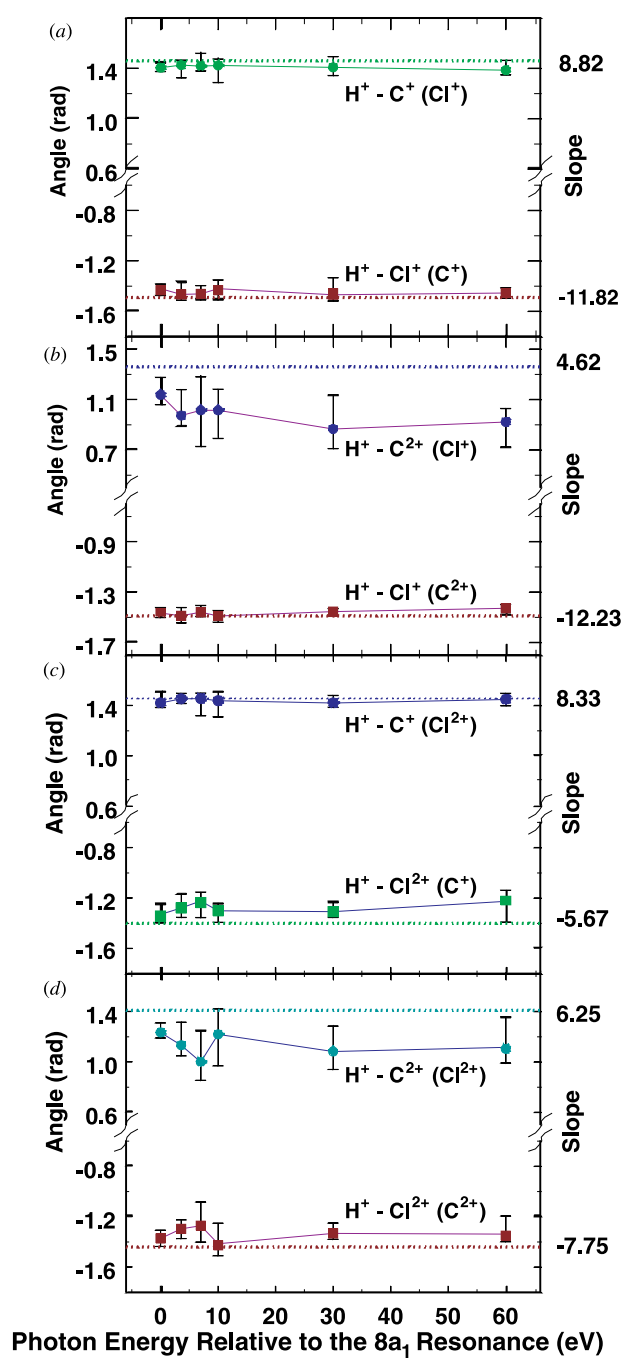 (a)
1.4
8.82
H⁺ - C⁺ (Cl⁺)
1.0
Angle (rad)
0.6
Slope
-0.8
-1.2
H⁺ - Cl⁺ (C⁺)
-1.6
-11.82
(b)
1.5
4.62
1.1
Angle (rad)
0.7
H⁺ - C²⁺ (Cl⁺)
Slope
-0.9
-1.3
H⁺ - Cl⁺ (C²⁺)
-12.23
-1.7
(c)
1.4
8.33
H⁺ - C⁺ (Cl²⁺)
1.0
Angle (rad)
0.6
Slope
-0.8
H⁺ - Cl²⁺ (C⁺)
-1.2
-5.67
-1.6
(d)
1.4
6.25
1.0
H⁺ - C²⁺ (Cl²⁺)
Angle (rad)
0.6
Slope
-0.8
H⁺ - Cl²⁺ (C²⁺)
-1.2
-7.75
-1.6
0 10 20 30 40 50 60
Photon Energy Relative to the 8a₁ Resonance (eV)